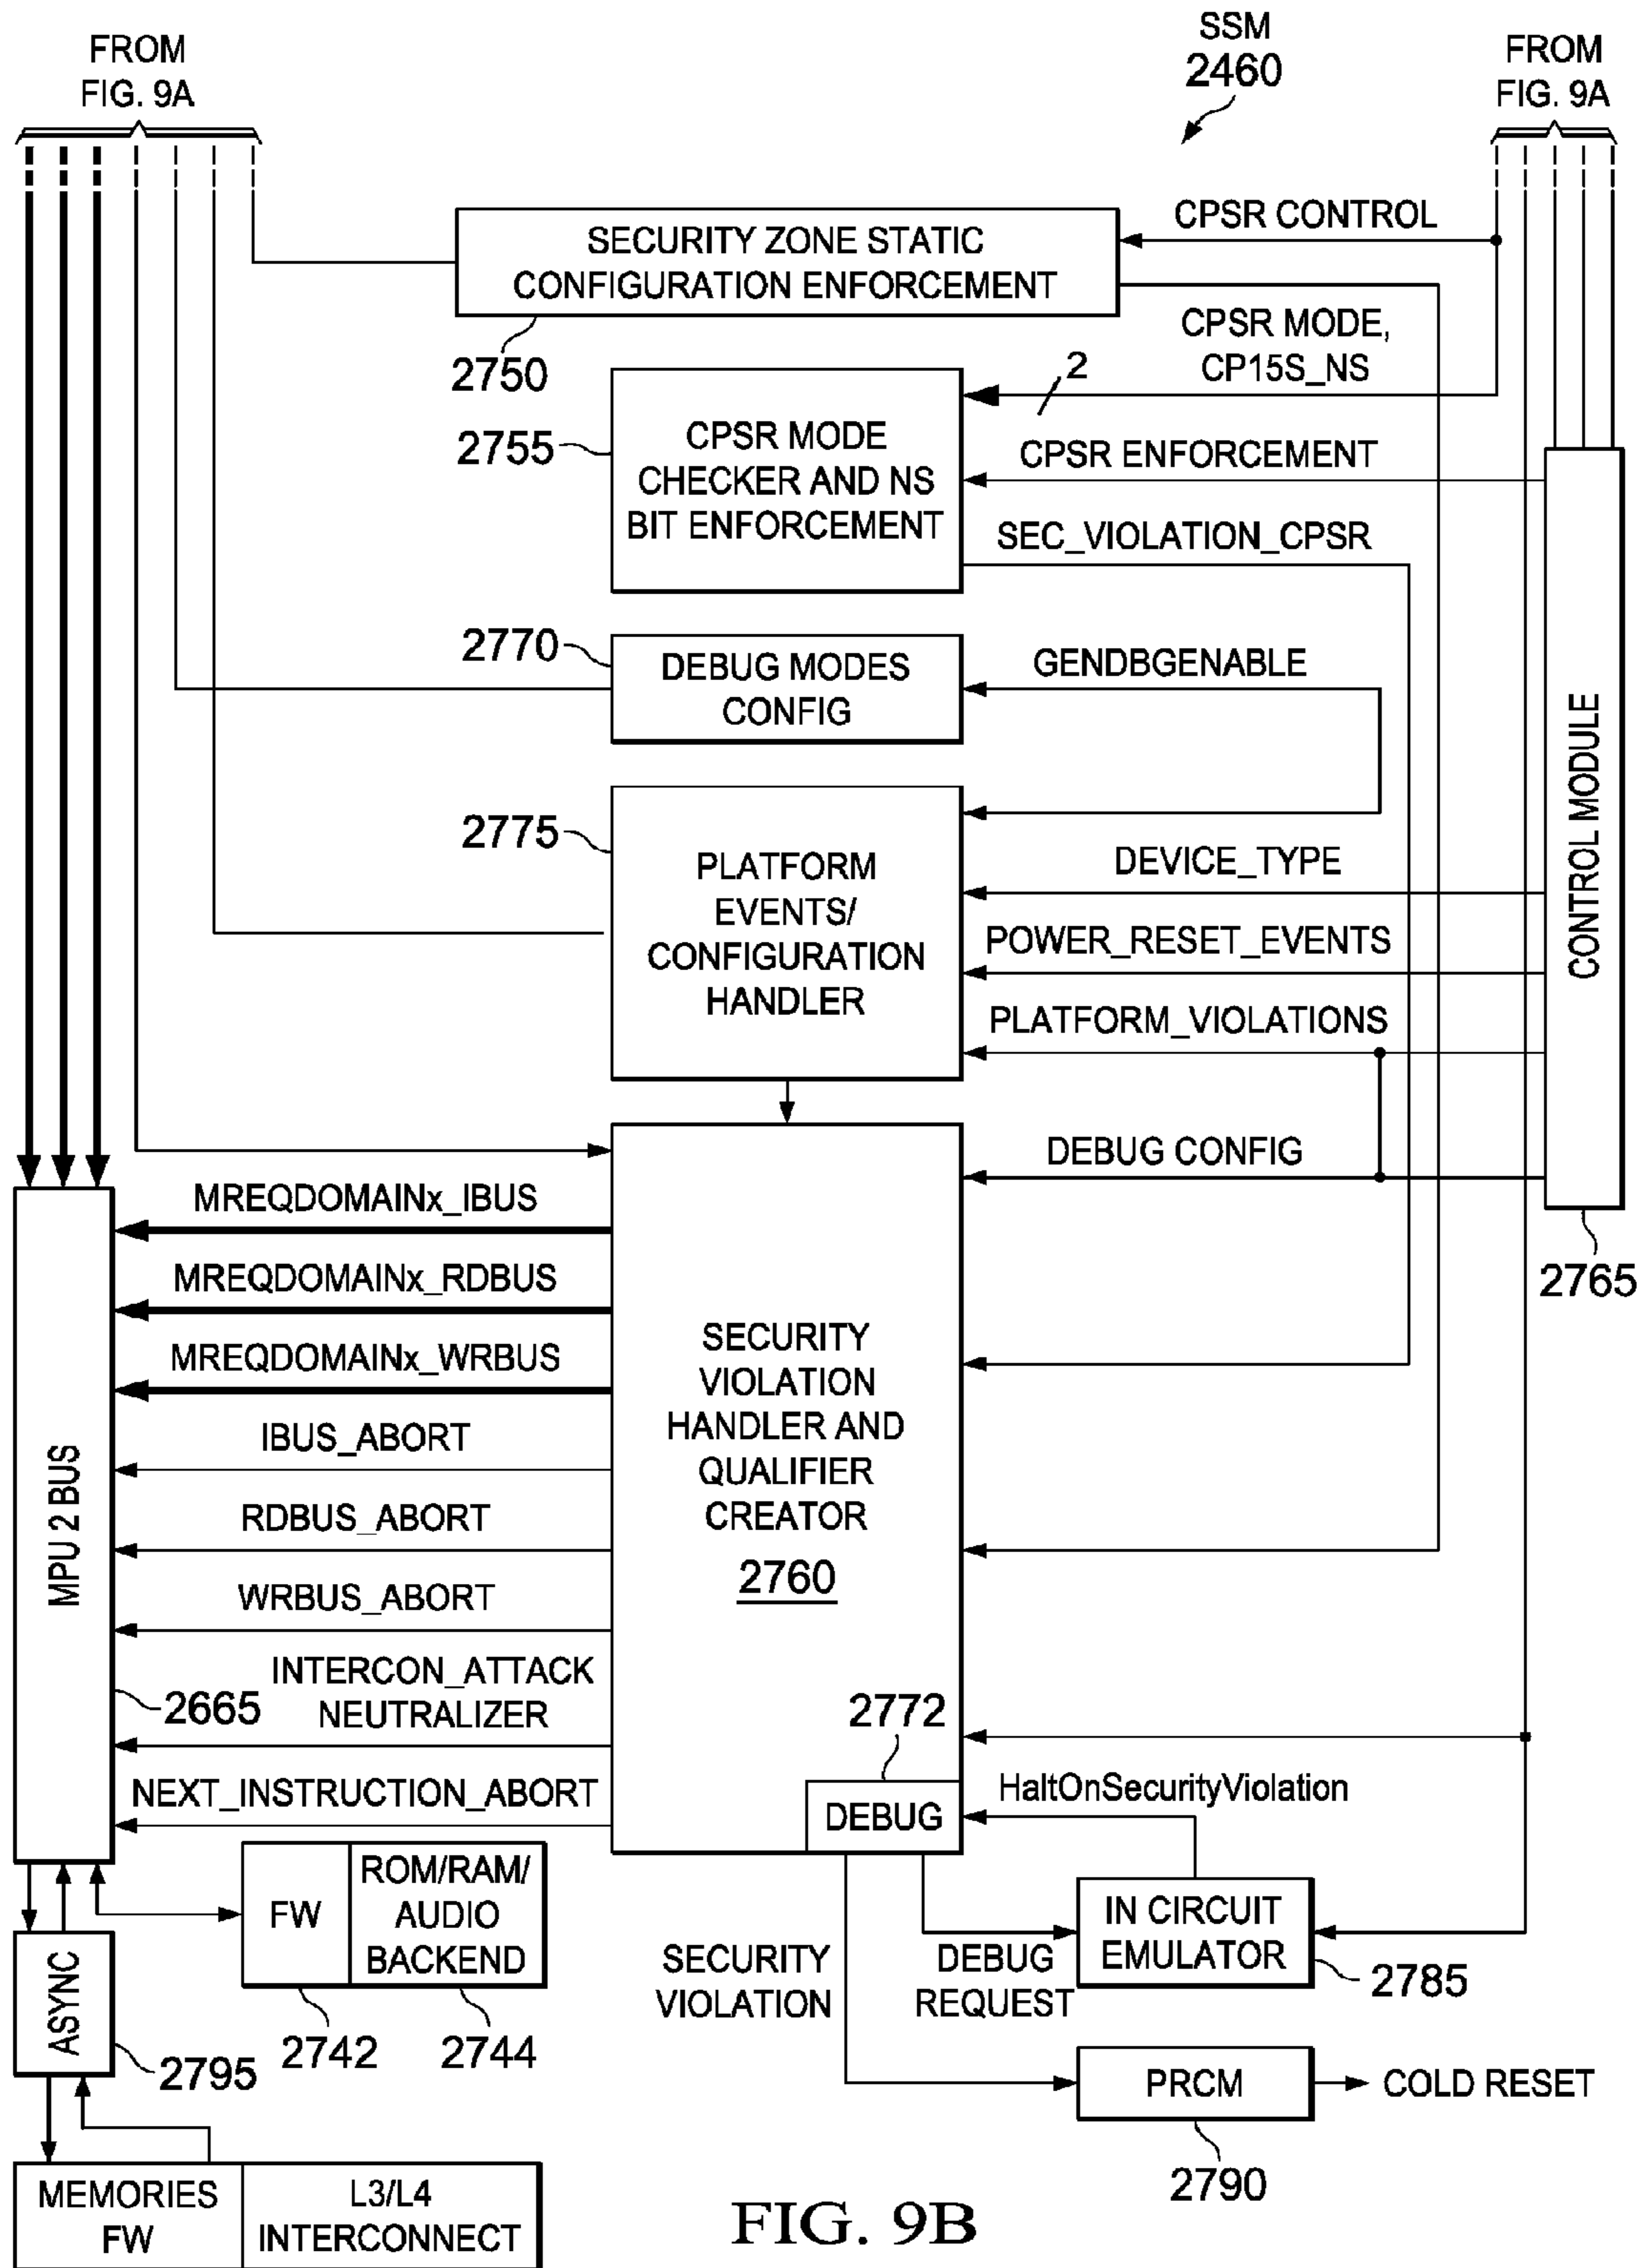 FROM
FIG. 9A
SSM
2460
FROM
FIG. 9A
CPSR CONTROL
SECURITY ZONE STATIC
CONFIGURATION ENFORCEMENT
2750
CPSR MODE,
CP15S_NS
2
2755
CPSR MODE
CHECKER AND NS
BIT ENFORCEMENT
CPSR ENFORCEMENT
SEC_VIOLATION_CPSR
2770
DEBUG MODES
CONFIG
GENDBGENABLE
CONTROL MODULE
2775
PLATFORM
EVENTS/
CONFIGURATION
HANDLER
DEVICE_TYPE
POWER_RESET_EVENTS
PLATFORM_VIOLATIONS
DEBUG CONFIG
2765
MREQDOMAINx_IBUS
MREQDOMAINx_RDBUS
MREQDOMAINx_WRBUS
IBUS_ABORT
RDBUS_ABORT
WRBUS_ABORT
INTERCON_ATTACK
NEUTRALIZER
NEXT_INSTRUCTION_ABORT
MPU 2 BUS
2665
SECURITY
VIOLATION
HANDLER AND
QUALIFIER
CREATOR
2760
2772
DEBUG
HaltOnSecurityViolation
FW
ROM/RAM/
AUDIO
BACKEND
2742
2744
ASYNC
2795
SECURITY
VIOLATION
DEBUG
REQUEST
IN CIRCUIT
EMULATOR
2785
PRCM
COLD RESET
2790
MEMORIES
FW
L3/L4
INTERCONNECT
FIG. 9B